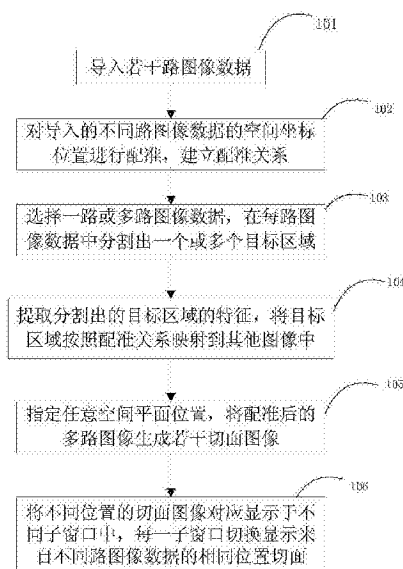 101
导入若干路图像数据
102
对导入的不同路图像数据的空间坐标
位置进行配准，建立配准关系
103
选择一路或多路图像数据，在每路图
像数据中分割出一个或多个目标区域
104
提取分割出的目标区域的特征，将目标
区域按照配准关系映射到其他图像中
105
指定任意空间平面位置，将配准后的
多路图像生成若干切面图像
106
将不同位置的切面图像对应显示于不
同子窗口中，每一子窗口切换显示来
自不同路图像数据的相同位置切面